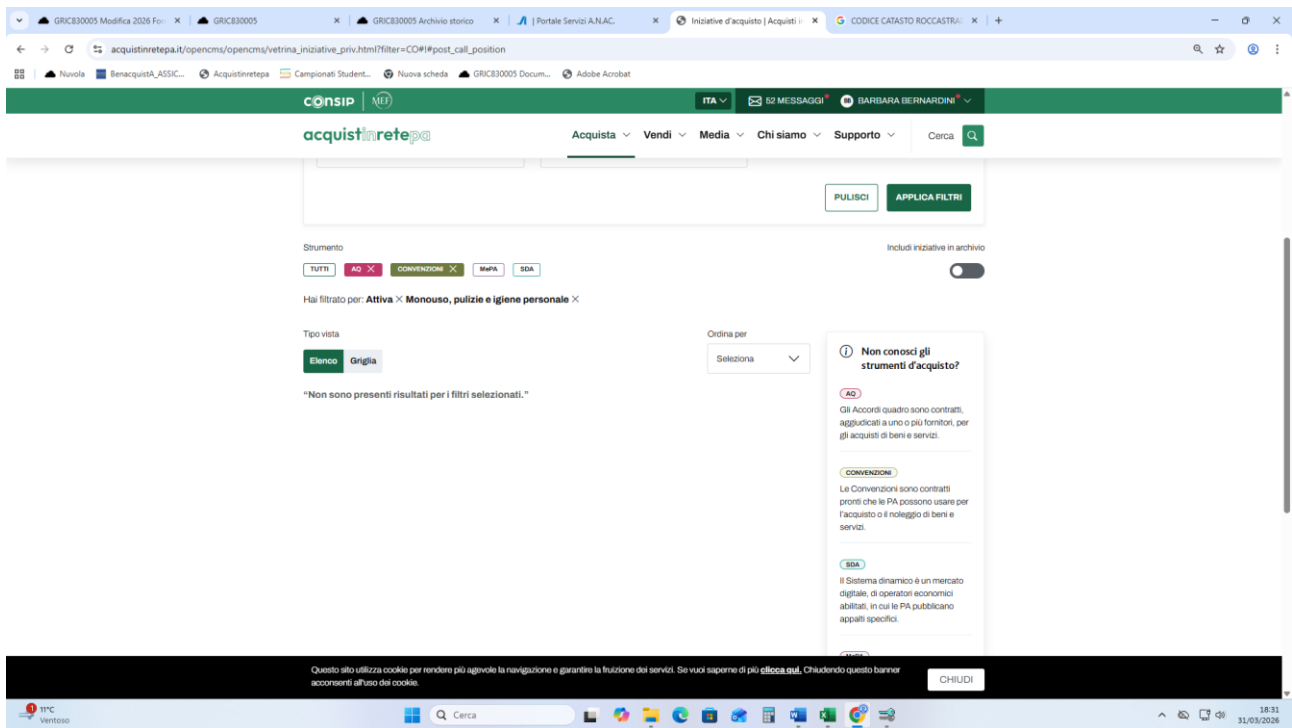 GRIC830005 Modifica 2026 For
GRIC830005
GRIC830005 Archivio storico
| Portale Servizi A.N.AC.
Iniziative d'acquisto | Acquisti i
CODICE CATASTO ROCCASTRA
acquistinretepa.it/opencms/opencms/vetrina_iniziative_priv.html?filter=CO#!#post_call_position
Nuvola
BenacquistA_ASSIC...
Acquistinretepa
Campionati Student...
Nuova scheda
GRIC830005 Docum...
Adobe Acrobat
consip
MEF
ITA
52 MESSAGGI
BB
BARBARA BERNARDINI
acquistinretepa
Acquista
Vendi
Media
Chi siamo
Supporto
Cerca
PULISCI
APPLICA FILTRI
Strumento
Includi iniziative in archivio
TUTTI
AQ
CONVENZIONI
MePA
SDA
Hai filtrato per: Attiva × Monouso, pulizie e igiene personale ×
Tipo vista
Ordina per
Elenco
Griglia
Seleziona
"Non sono presenti risultati per i filtri selezionati."
Non conosci gli
strumenti d'acquisto?
AQ
Gli Accordi quadro sono contratti,
aggiudicati a uno o più fornitori, per
gli acquisti di beni e servizi.
CONVENZIONI
Le Convenzioni sono contratti
pronti che le PA possono usare per
l'acquisto o il noleggio di beni e
servizi.
SDA
Il Sistema dinamico è un mercato
digitale, di operatori economici
abilitati, in cui le PA pubblicano
appalti specifici.
Questo sito utilizza cookie per rendere più agevole la navigazione e garantire la fruizione dei servizi. Se vuoi saperne di più clicca qui. Chiudendo questo banner
acconsenti all'uso dei cookie.
CHIUDI
1
11°C
Ventoso
Cerca
18:31
31/03/2026